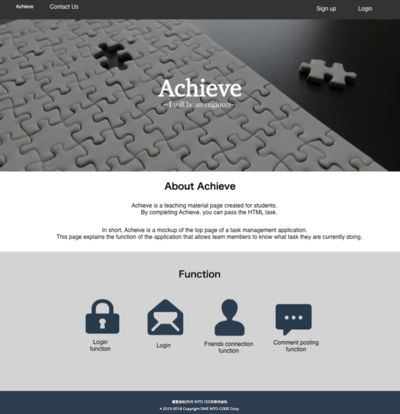 Achieve
Contact Us
Sign up
Login
Achieve
~I will be an engineer~
About Achieve
Achieve is a teaching material page created for students.
By completing Achieve, you can pass the HTML task.
In short, Acheive is a mockup of the top page of a task management application.
This page explains the function of the application that allows team members to know what task they are currently doing.
Function
Login
function
Login
Friends connection
function
Comment posting
function
運営会社DIVE INTO CODE株式会社
© 2015-2018 Copyright DIVE INTO CODE Corp.